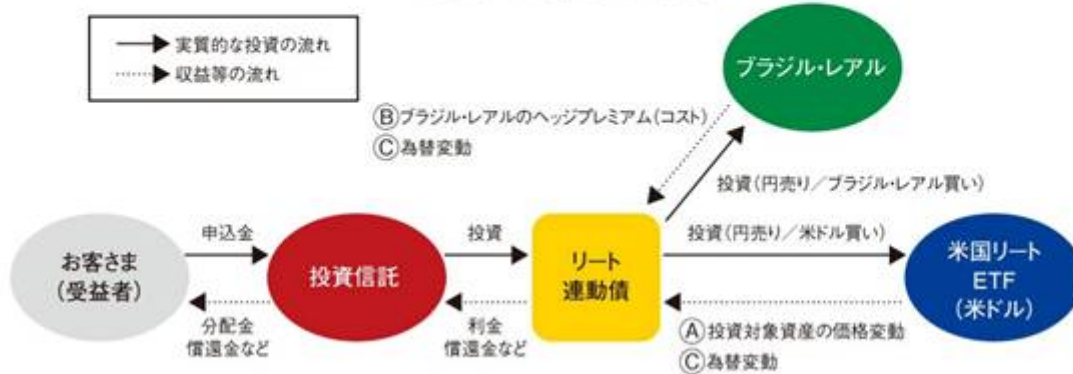 実質的な投資の流れ
収益等の流れ
ブラジル・レアル
Ⓑブラジル・レアルのヘッジプレミアム(コスト)
Ⓒ為替変動
投資(円売り/ブラジル・レアル買い)
お客さま
(受益者)
申込金
分配金
償還金など
投資信託
投資
利金
償還金など
リート
連動債
投資(円売り/米ドル買い)
Ⓐ投資対象資産の価格変動
Ⓒ為替変動
米国リート
ETF
(米ドル)